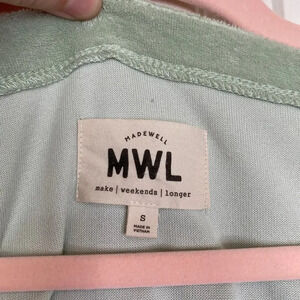 MADEWELL
MWL
make | weekends | longer
S
MADE IN
VIETNAM